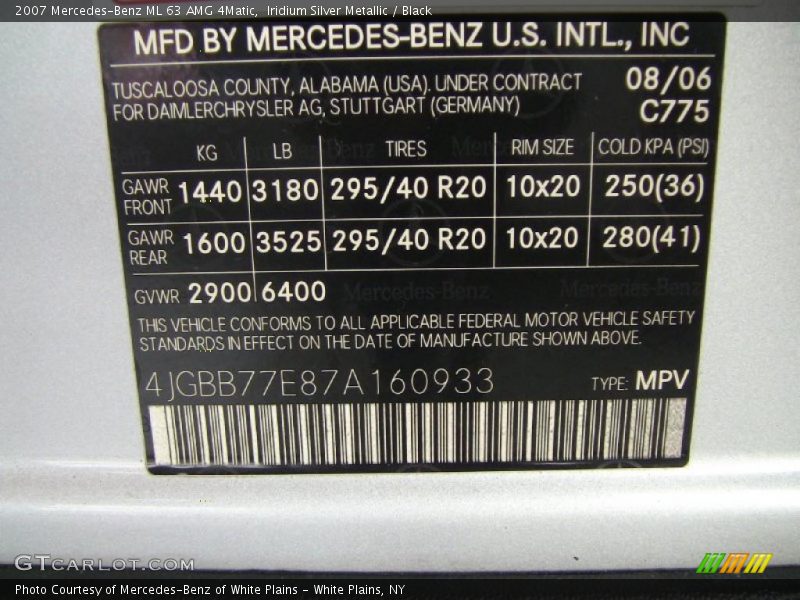 2007 Mercedes-Benz ML 63 AMG 4Matic,  Iridium Silver Metallic / Black
MFD BY MERCEDES-BENZ U.S. INTL., INC
TUSCALOOSA COUNTY, ALABAMA (USA). UNDER CONTRACT 08/06
FOR DAIMLERCHRYSLER AG, STUTTGART (GERMANY) C775
KG LB TIRES RIM SIZE COLD KPA (PSI)
GAWR FRONT 1440 3180 295/40 R20 10x20 250(36)
GAWR REAR 1600 3525 295/40 R20 10x20 280(41)
GVWR 2900 6400
Mercedes-Benz Mercedes-Benz
THIS VEHICLE CONFORMS TO ALL APPLICABLE FEDERAL MOTOR VEHICLE SAFETY
STANDARDS IN EFFECT ON THE DATE OF MANUFACTURE SHOWN ABOVE.
4JGBB77E87A160933 TYPE: MPV
GTCARLOT.COM
Photo Courtesy of Mercedes-Benz of White Plains - White Plains, NY